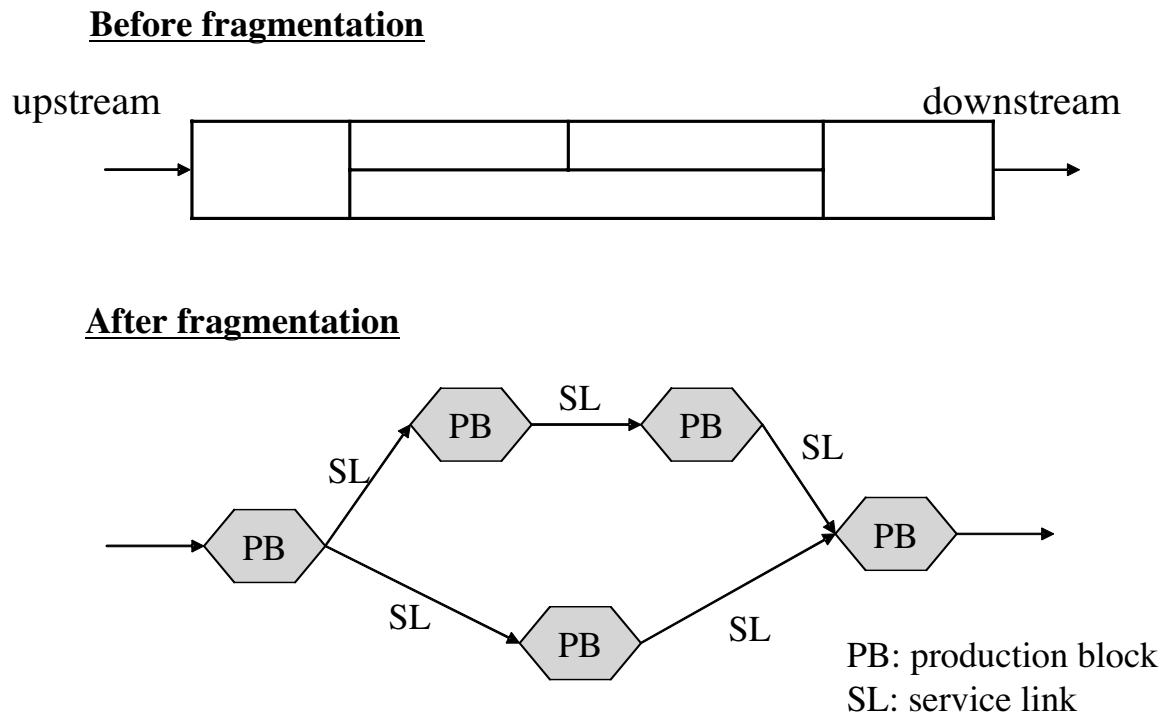 Before fragmentation
upstream
downstream
After fragmentation
PB
SL
PB
SL
SL
PB
PB
SL
PB
SL
PB: production block
SL: service link